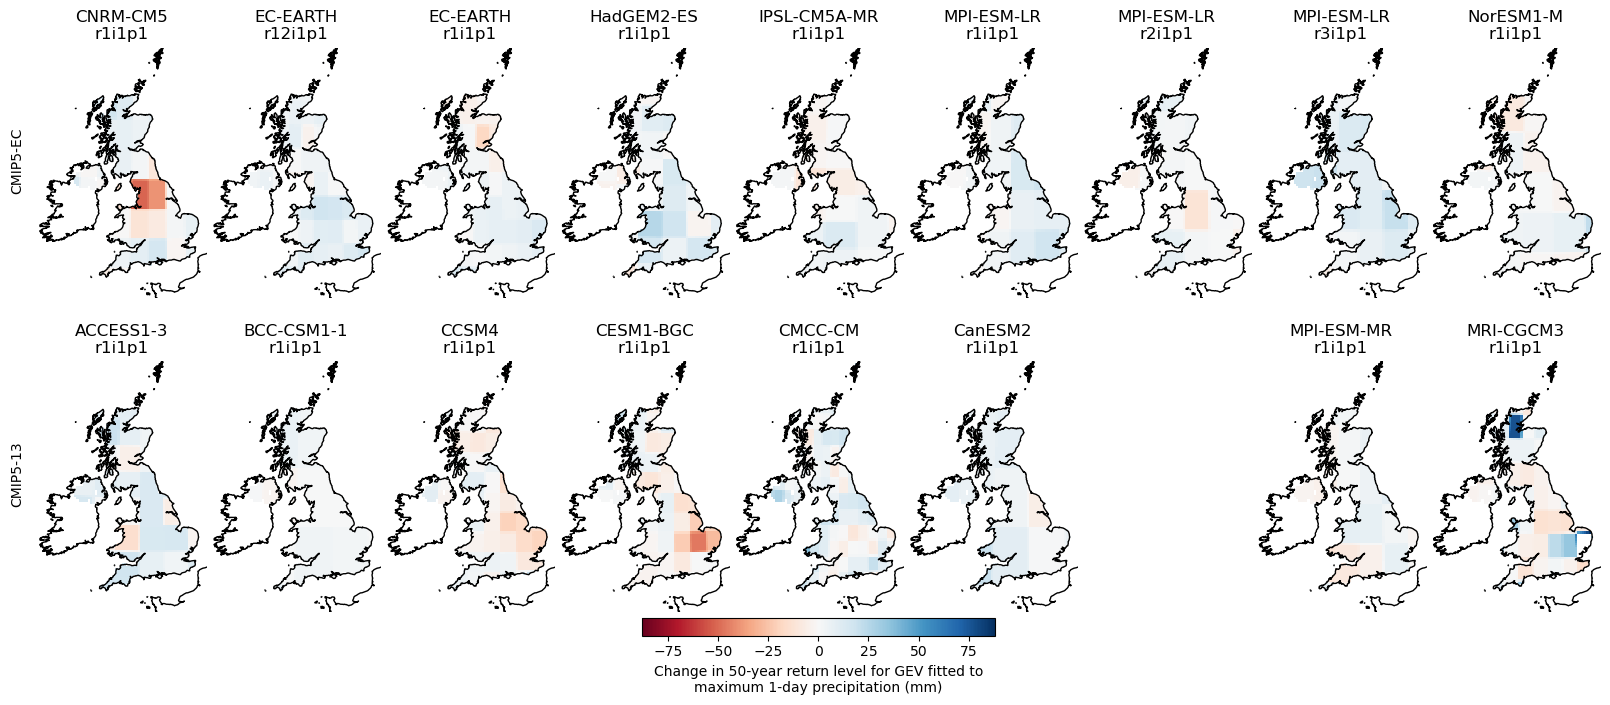 CNRM-CM5 EC-EARTH EC-EARTH HadGEM2-ES IPSL-CM5A-MR MPI-ESM-LR MPI-ESM-LR MPI-ESM-LR NorESM1-M
r1i1p1 r12i1p1 r1i1p1 r1i1p1 r1i1p1 r1i1p1 r2i1p1 r3i1p1 r1i1p1
CMIP5-EC
ACCESS1-3 BCC-CSM1-1 CCSM4 CESM1-BGC CMCC-CM CanESM2 MPI-ESM-MR MRI-CGCM3
r1i1p1 r1i1p1 r1i1p1 r1i1p1 r1i1p1 r1i1p1 r1i1p1 r1i1p1
CMIP5-13
−75 −50 −25 0 25 50 75
Change in 50-year return level for GEV fitted to
maximum 1-day precipitation (mm)